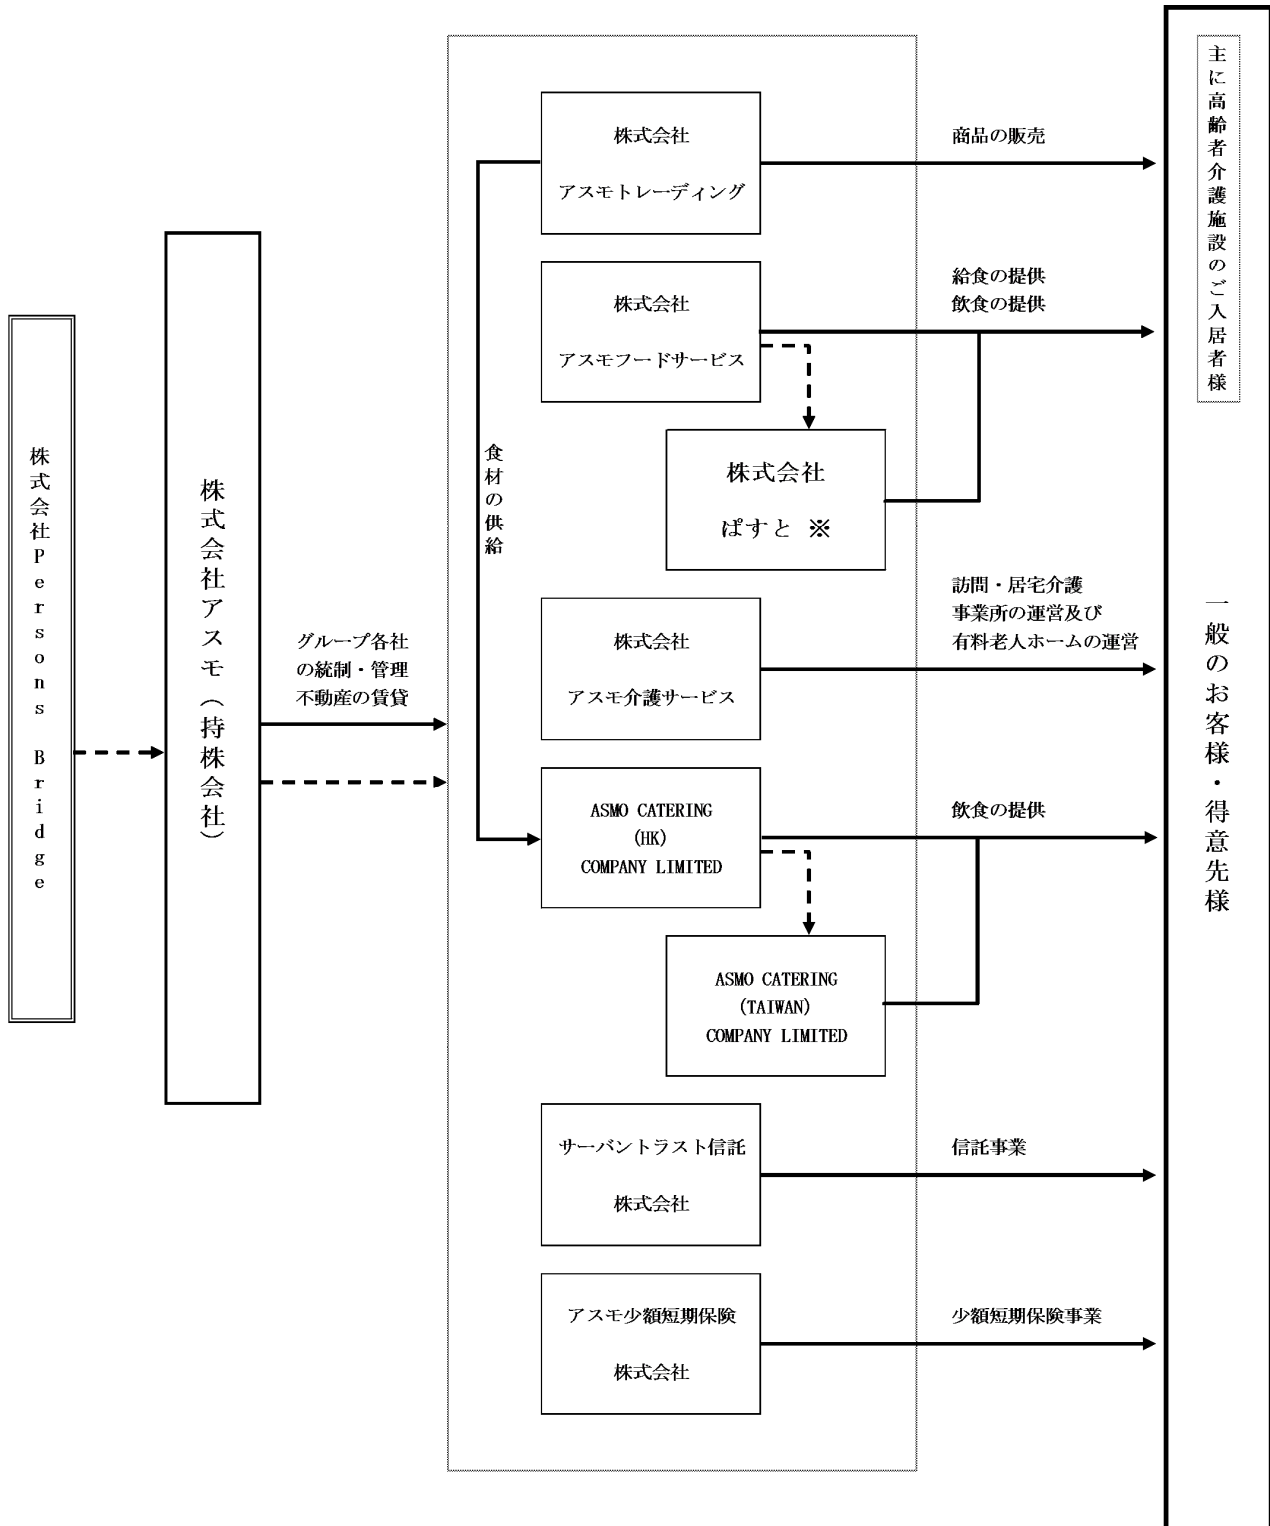 株式会社Persons Bridge
株式会社アスモ（持株会社）
グループ各社
の統制・管理
不動産の賃貸
食材の供給
株式会社
アスモトレーディング
商品の販売
株式会社
アスモフードサービス
給食の提供
飲食の提供
株式会社
ぱすと ※
株式会社
アスモ介護サービス
訪問・居宅介護
事業所の運営及び
有料老人ホームの運営
ASMO CATERING
(HK)
COMPANY LIMITED
飲食の提供
ASMO CATERING
(TAIWAN)
COMPANY LIMITED
サーバントラスト信託
株式会社
信託事業
アスモ少額短期保険
株式会社
少額短期保険事業
主に高齢者介護施設のご入居者様
一般のお客様・得意先様